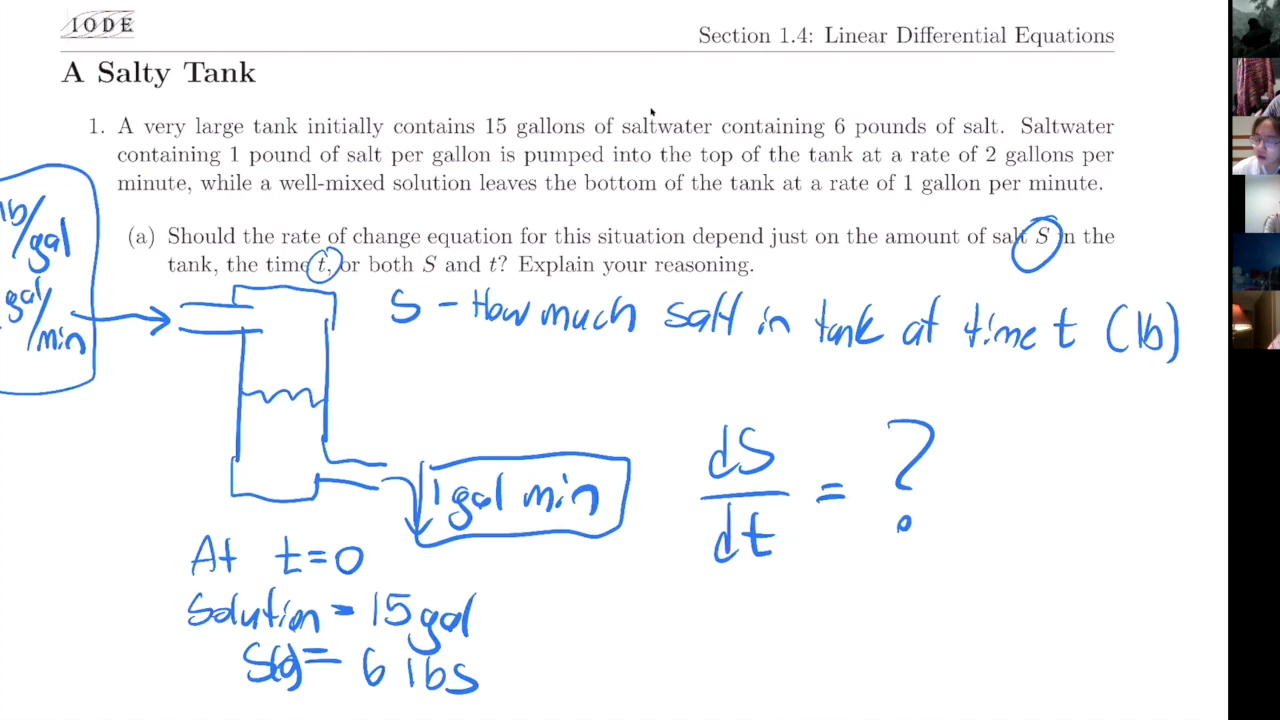 IODE
Section 1.4: Linear Differential Equations
A Salty Tank
1. A very large tank initially contains 15 gallons of saltwater containing 6 pounds of salt. Saltwater
containing 1 pound of salt per gallon is pumped into the top of the tank at a rate of 2 gallons per
minute, while a well-mixed solution leaves the bottom of the tank at a rate of 1 gallon per minute.
(a) Should the rate of change equation for this situation depend just on the amount of salt S in the
tank, the time t, or both S and t? Explain your reasoning.
lb/
gal
gal/
min
S - How much salt in tank at time t (lb)
1 gal min
dS
dt
= ?
At t=0
Solution = 15 gal
S(0)= 6 lbs